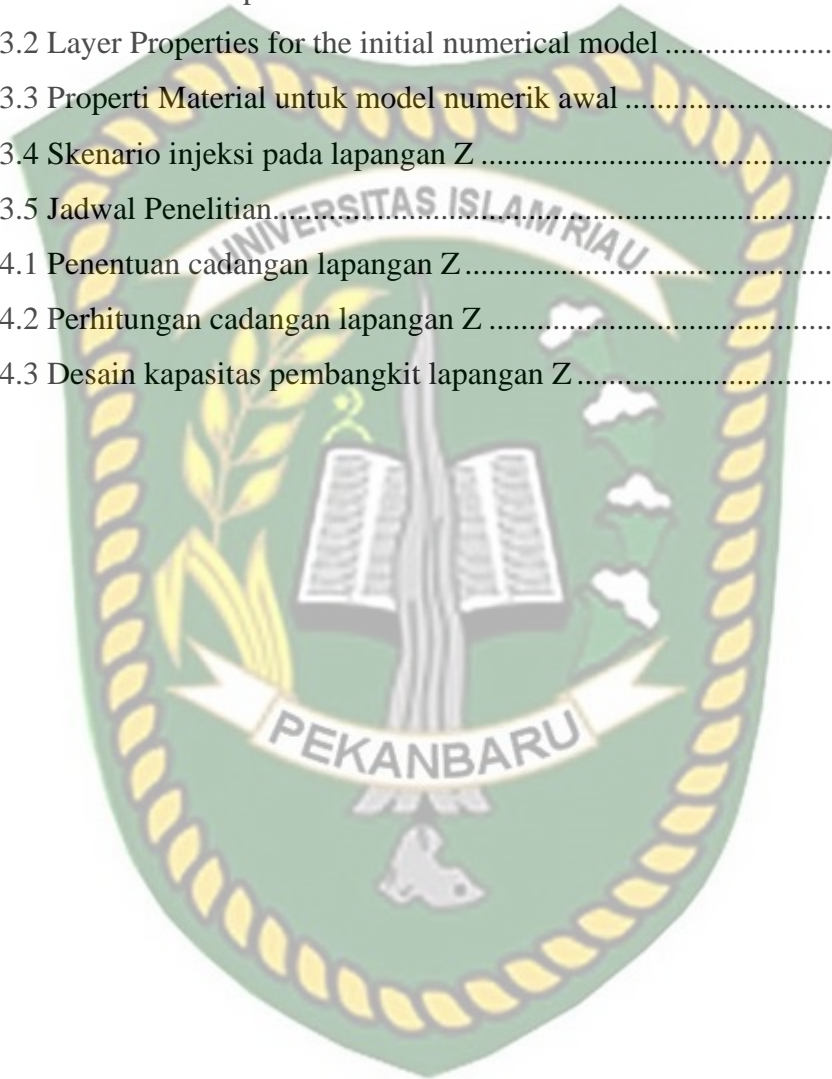 3.2 Layer Properties for the initial numerical model ....................
3.3 Properti Material untuk model numerik awal .........................
3.4 Skenario injeksi pada lapangan Z ...........................................
3.5 Jadwal Penelitian.....................................................................
4.1 Penentuan cadangan lapangan Z .............................................
4.2 Perhitungan cadangan lapangan Z ..........................................
4.3 Desain kapasitas pembangkit lapangan Z ...............................
UNIVERSITAS ISLAM RIAU
PEKANBARU